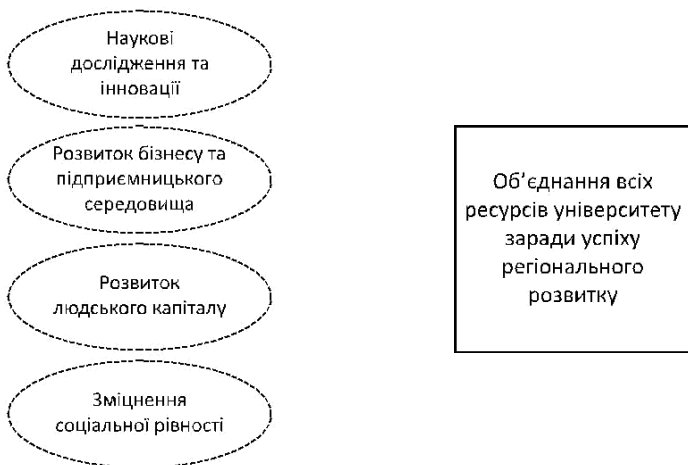 Наукові
дослідження та
інновації
Розвиток бізнесу та
підприємницького
середовища
Розвиток
людського капіталу
Зміцнення
соціальної рівності
Об’єднання всіх
ресурсів університету
заради успіху
регіонального
розвитку